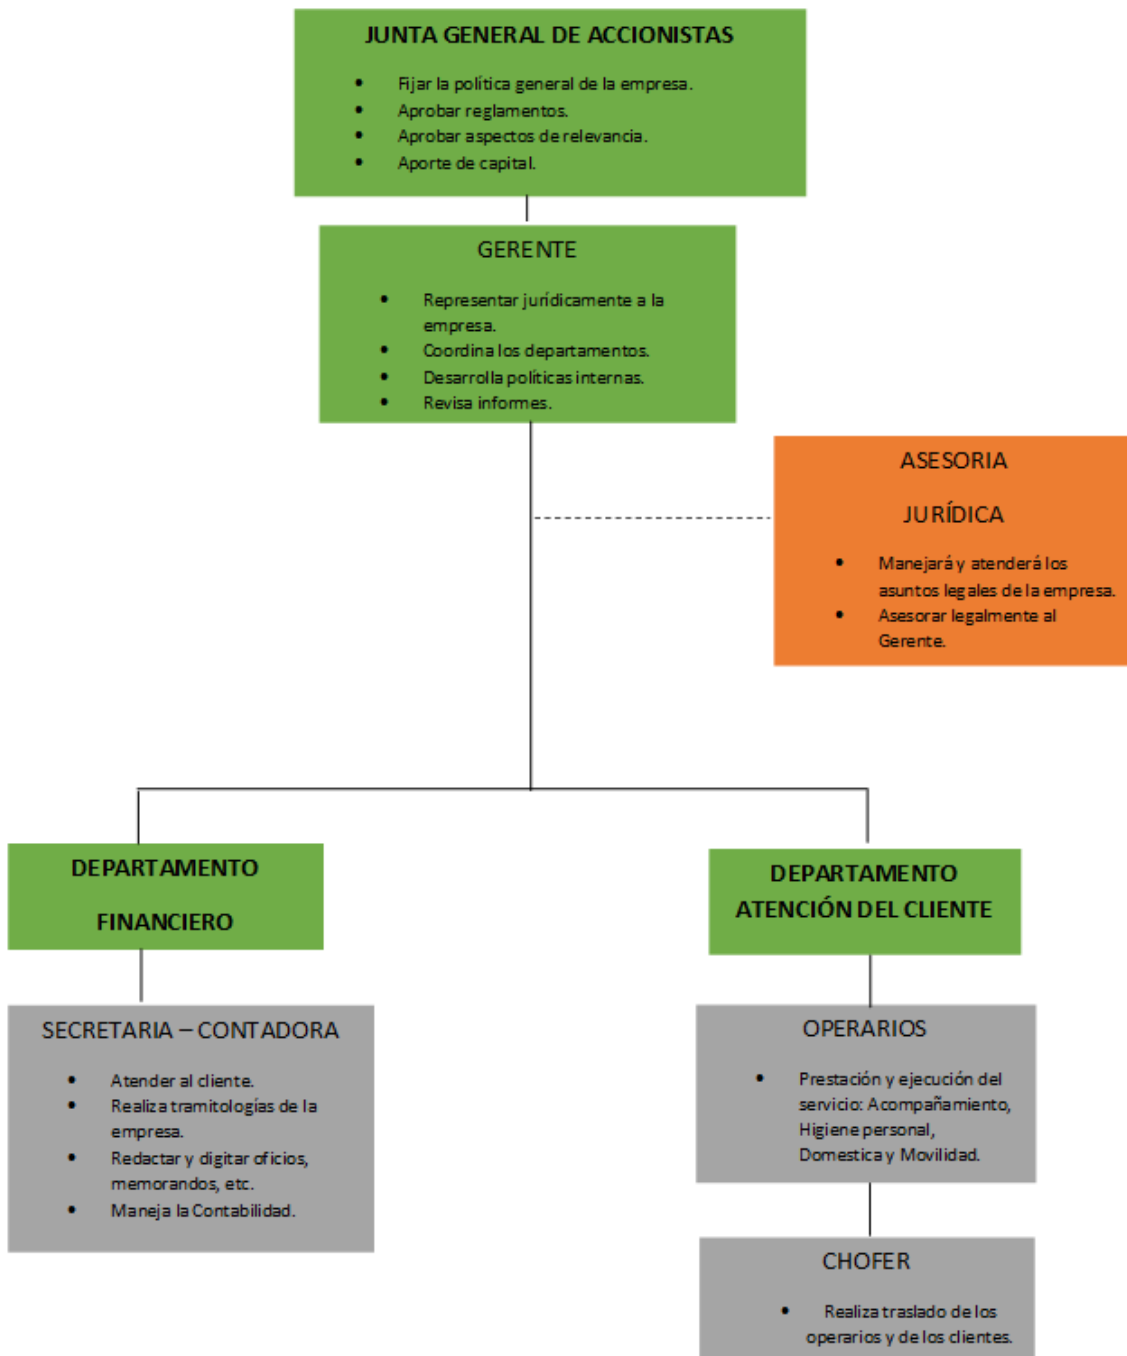 JUNTA GENERAL DE ACCIONISTAS
• Fijar la política general de la empresa.
• Aprobar reglamentos.
• Aprobar aspectos de relevancia.
• Aporte de capital.
GERENTE
• Representar jurídicamente a la
empresa.
• Coordina los departamentos.
• Desarrolla políticas internas.
• Revisa informes.
ASESORIA
JURÍDICA
• Manejará y atenderá los
asuntos legales de la empresa.
• Asesorar legalmente al
Gerente.
DEPARTAMENTO
FINANCIERO
SECRETARIA – CONTADORA
• Atender al cliente.
• Realiza tramitologías de la
empresa.
• Redactar y digitar oficios,
memorandos, etc.
• Maneja la Contabilidad.
DEPARTAMENTO
ATENCIÓN DEL CLIENTE
OPERARIOS
• Prestación y ejecución del
servicio: Acompañamiento,
Higiene personal,
Domestica y Movilidad.
CHOFER
• Realiza traslado de los
operarios y de los clientes.